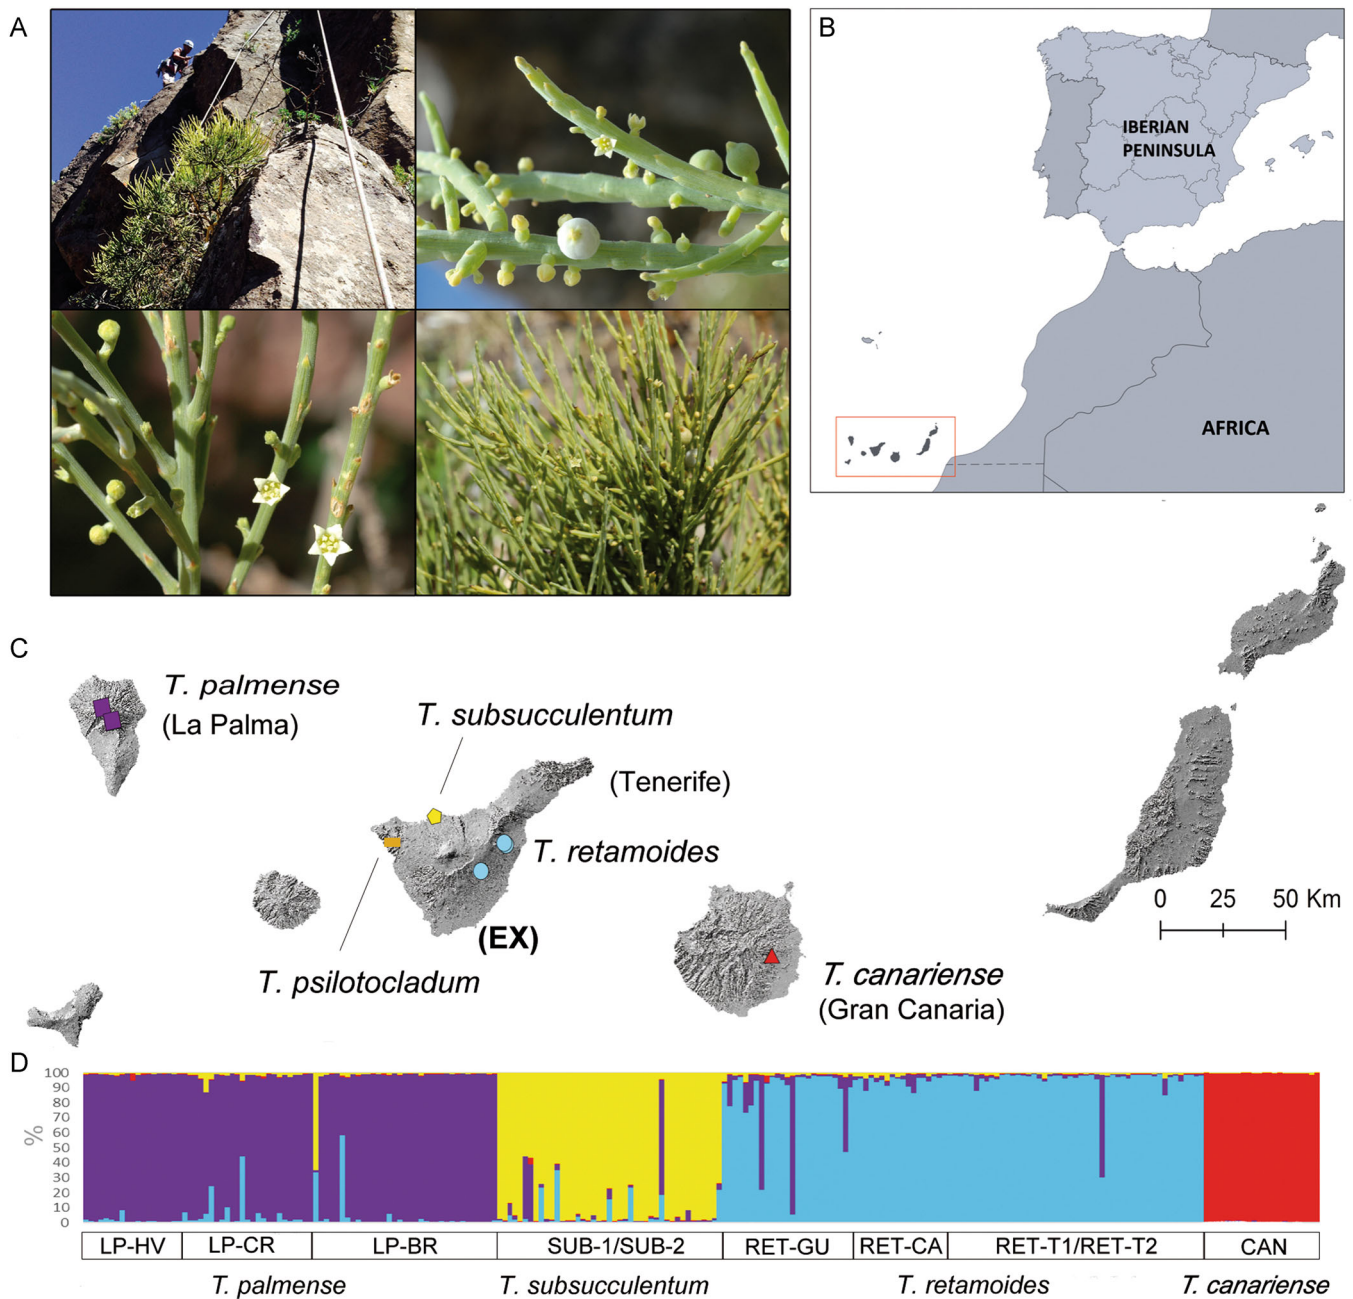 A
B
IBERIAN
PENINSULA
AFRICA
C
T. palmense
(La Palma)
T. subsucculentum
(Tenerife)
T. retamoides
(EX)
T. psilotocladum
T. canariense
(Gran Canaria)
0 25 50 Km
D
100
90
80
70
60
50
40
30
20
10
0
%
LP-HV LP-CR LP-BR SUB-1/SUB-2 RET-GU RET-CA RET-T1/RET-T2 CAN
T. palmense T. subsucculentum T. retamoides T. canariense